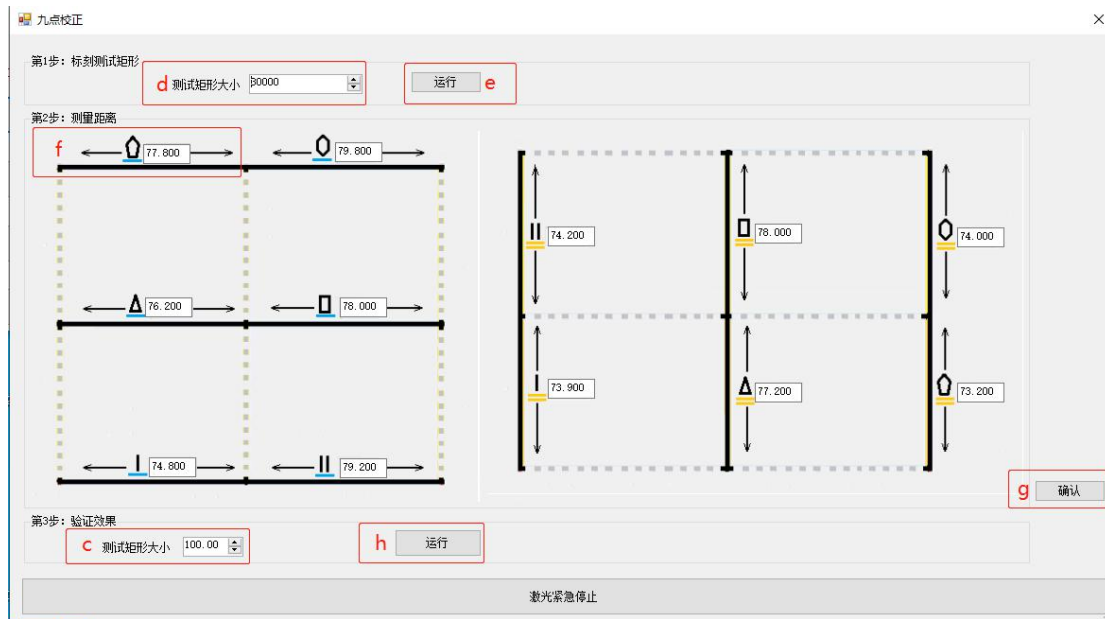 九点校正
第1步: 标刻测试矩形
d 测试矩形大小 30000 运行 e
第2步: 测量距离
f 77.800 79.800
74.200 78.000 74.000
76.200 78.000
73.900 77.200 73.200
74.800 79.200
g 确认
第3步: 验证效果
c 测试矩形大小 100.00 h 运行
激光紧急停止